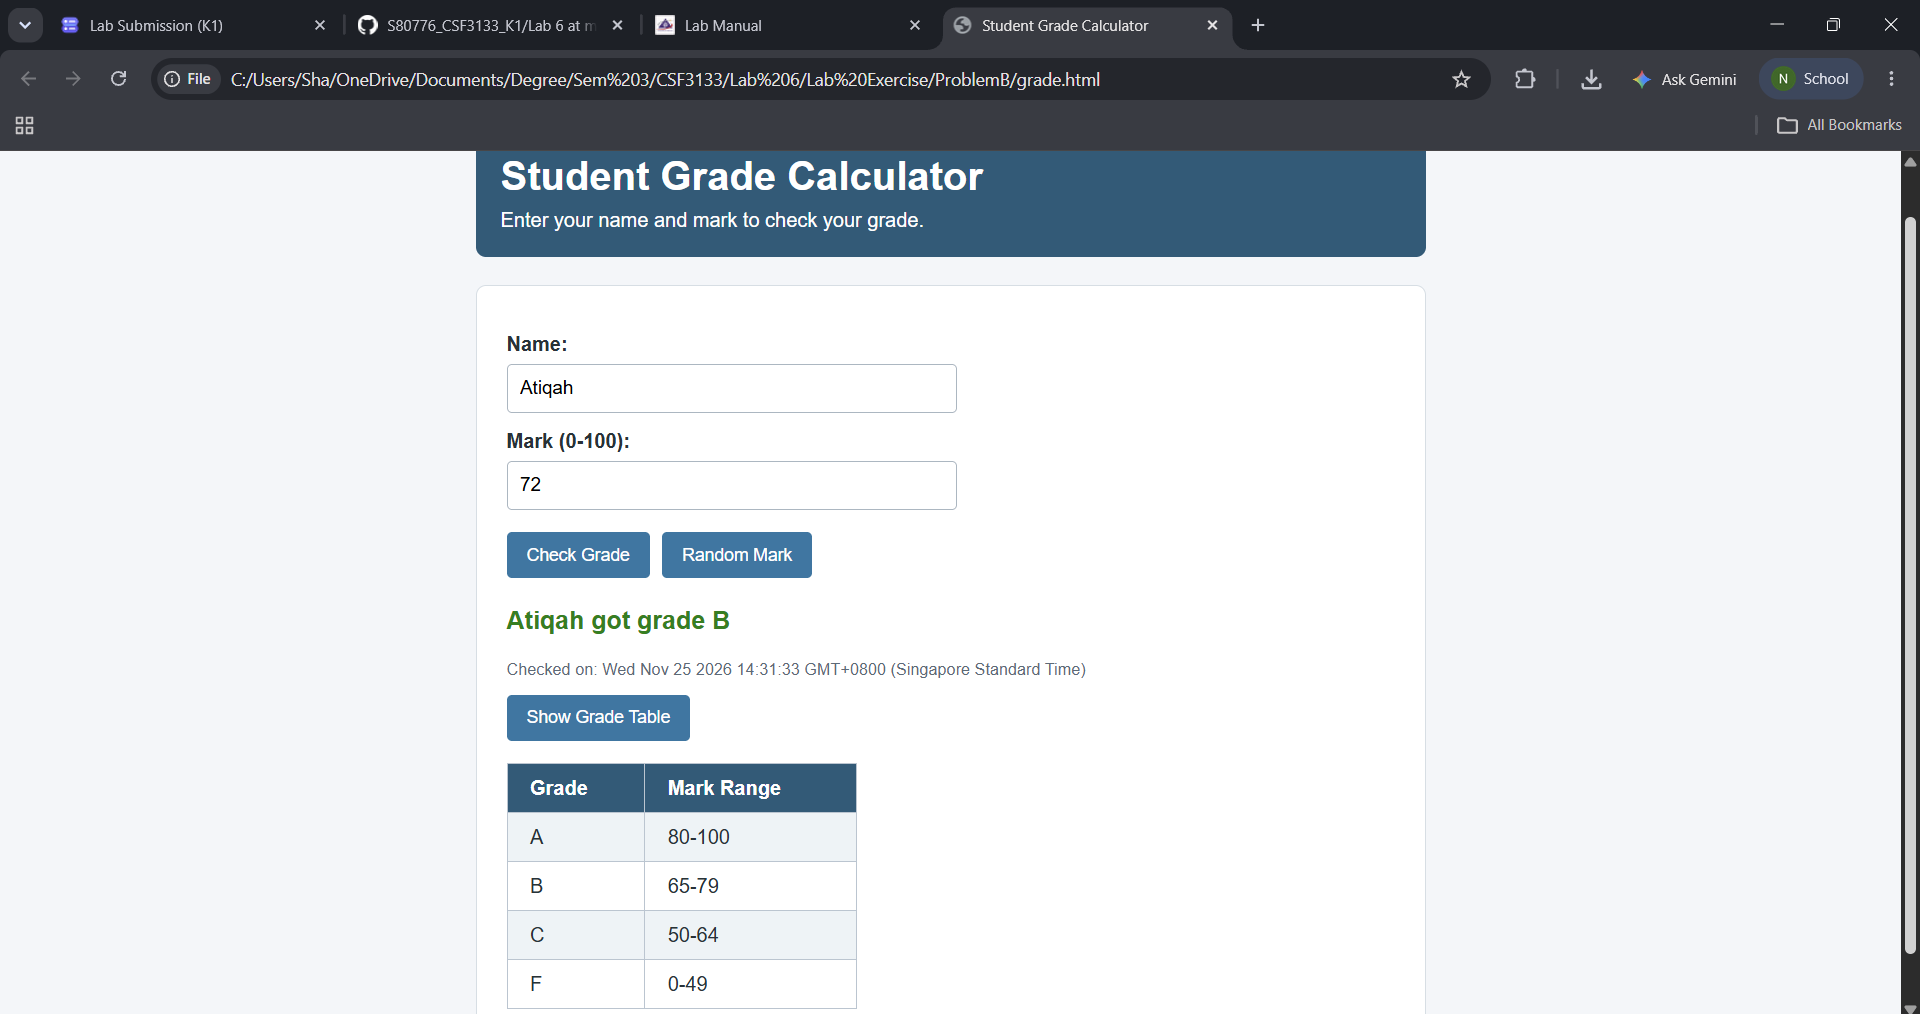 Lab Submission (K1)
S80776_CSF3133_K1/Lab 6 at m
Lab Manual
Student Grade Calculator
File
C:/Users/Sha/OneDrive/Documents/Degree/Sem%203/CSF3133/Lab%206/Lab%20Exercise/ProblemB/grade.html
Ask Gemini
N
School
All Bookmarks
Student Grade Calculator
Enter your name and mark to check your grade.
Name:
Atiqah
Mark (0-100):
72
Check Grade
Random Mark
Atiqah got grade B
Checked on: Wed Nov 25 2026 14:31:33 GMT+0800 (Singapore Standard Time)
Show Grade Table
Grade Mark Range
A 80-100
B 65-79
C 50-64
F 0-49